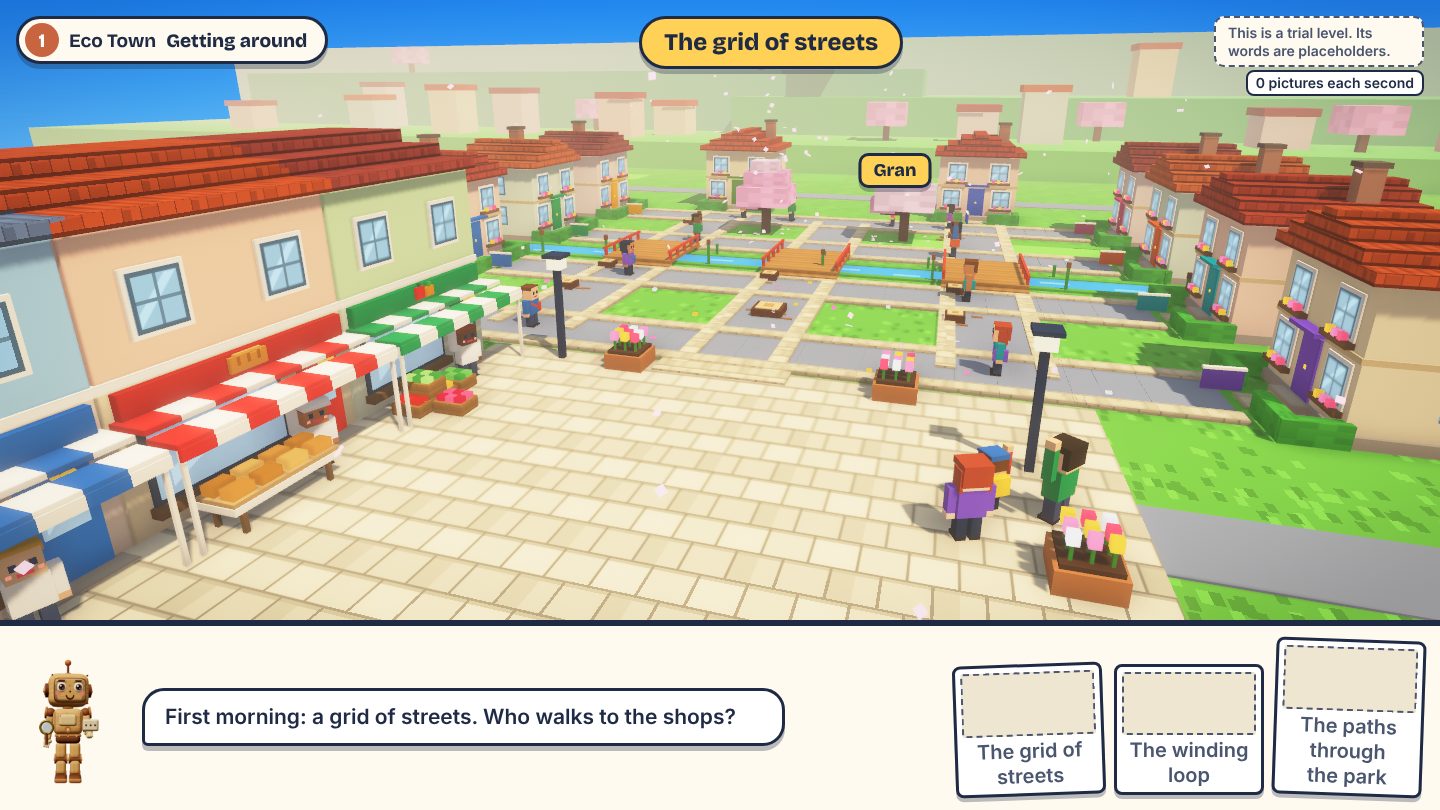 1 Eco Town Getting around
The grid of streets
This is a trial level. Its
words are placeholders.
0 pictures each second
Gran
First morning: a grid of streets. Who walks to the shops?
The grid of
streets
The winding
loop
The paths
through
the park